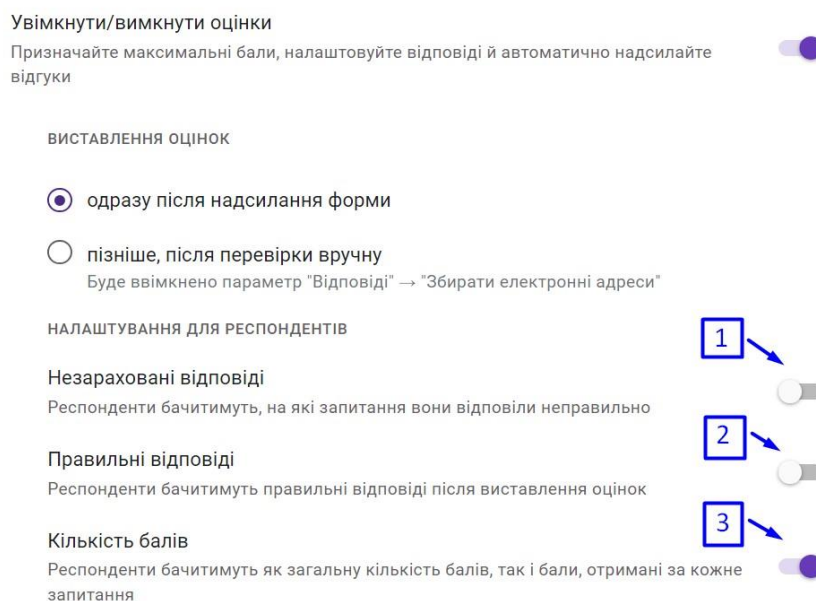 Увімкнути/вимкнути оцінки
Призначайте максимальні бали, налаштовуйте відповіді й автоматично надсилайте
відгуки
ВИСТАВЛЕННЯ ОЦІНОК
одразу після надсилання форми
пізніше, після перевірки вручну
Буде ввімкнено параметр "Відповіді" → "Збирати електронні адреси"
НАЛАШТУВАННЯ ДЛЯ РЕСПОНДЕНТІВ
1
Незараховані відповіді
Респонденти бачитимуть, на які запитання вони відповіли неправильно
2
Правильні відповіді
Респонденти бачитимуть правильні відповіді після виставлення оцінок
3
Кількість балів
Респонденти бачитимуть як загальну кількість балів, так і бали, отримані за кожне
запитання